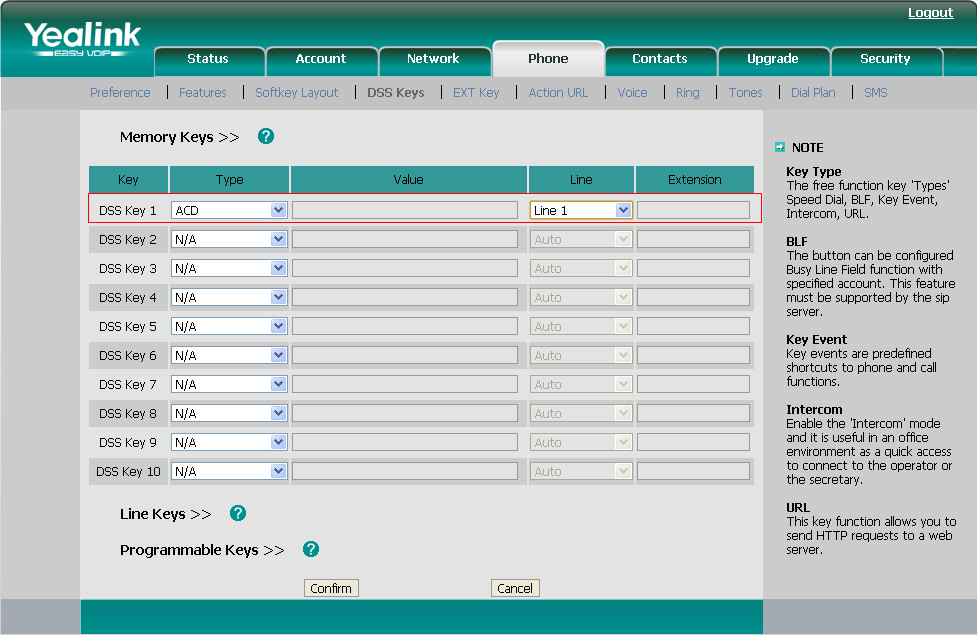 Logout
Yealink
EASY VOIP
Status Account Network Phone Contacts Upgrade Security
Preference Features Softkey Layout DSS Keys EXT Key Action URL Voice Ring Tones Dial Plan SMS
Memory Keys >> ?
Key Type Value Line Extension
DSS Key 1 ACD Line 1
DSS Key 2 N/A Auto
DSS Key 3 N/A Auto
DSS Key 4 N/A Auto
DSS Key 5 N/A Auto
DSS Key 6 N/A Auto
DSS Key 7 N/A Auto
DSS Key 8 N/A Auto
DSS Key 9 N/A Auto
DSS Key 10 N/A Auto
Line Keys >> ?
Programmable Keys >> ?
Confirm Cancel
NOTE
Key Type
The free function key 'Types'
Speed Dial, BLF, Key Event,
Intercom, URL.
BLF
The button can be configured
Busy Line Field function with
specified account. This feature
must be supported by the sip
server.
Key Event
Key events are predefined
shortcuts to phone and call
functions.
Intercom
Enable the 'Intercom' mode
and it is useful in an office
environment as a quick access
to connect to the operator or
the secretary.
URL
This key function allows you to
send HTTP requests to a web
server.